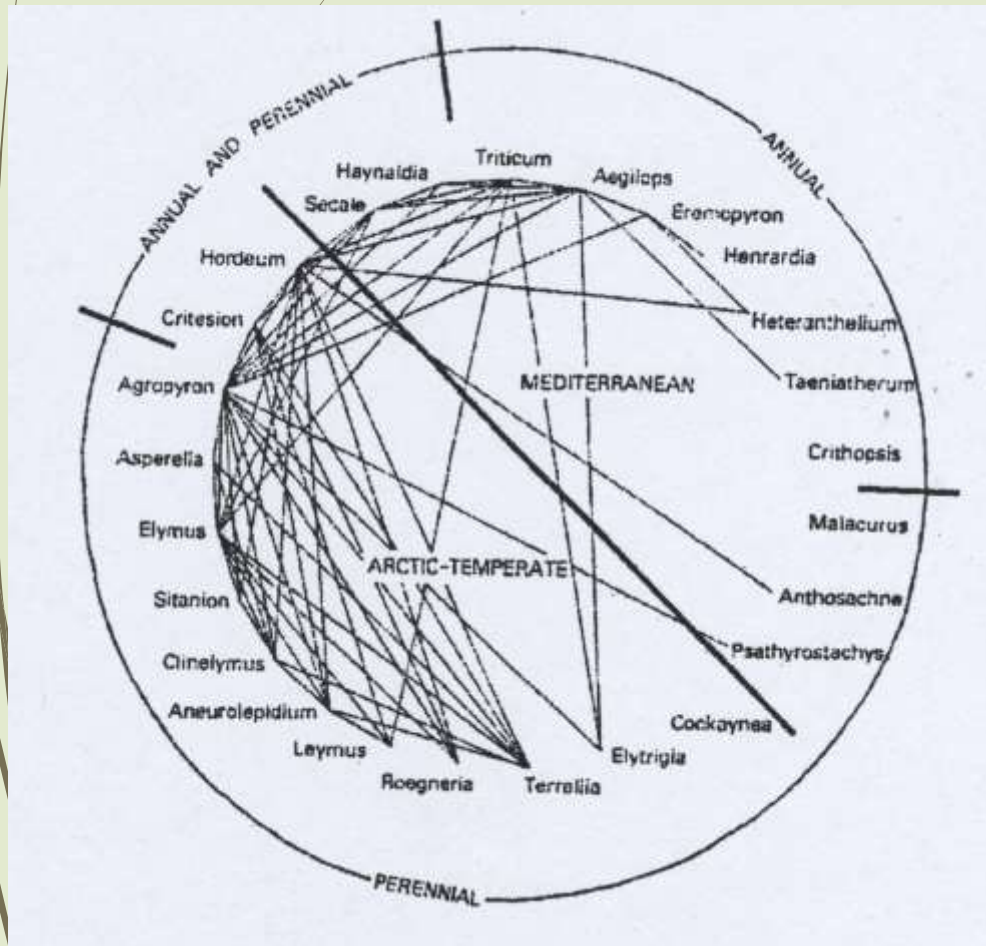 ANNUAL AND PERENNIAL
ANNUAL
Triticum
Haynaldia
Aegilops
Secale
Eremopyron
Hordeum
Henrardia
Critesion
Heteranthelium
Agropyron
MEDITERRANEAN
Taeniatherum
Asperella
Crithopsis
Elymus
Malacurus
ARCTIC-TEMPERATE
Sitanion
Anthosachne
Clinelymus
Psathyrostachys
Aneurolepidium
Cockaynea
Leymus
Elytrigia
Roegneria
Terrellia
PERENNIAL